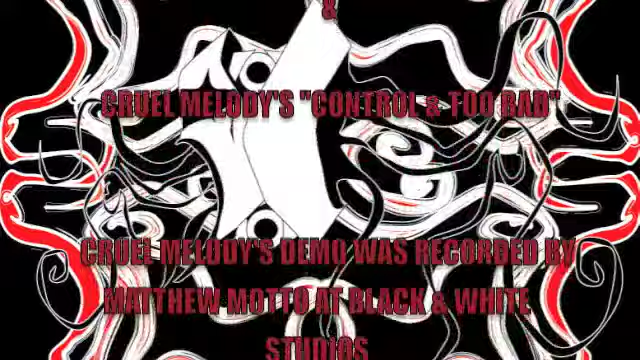 &
CRUEL MELODY'S "CONTROL & TOO BAD"
CRUEL MELODY'S DEMO WAS RECORDED BY
MATTHEW MOTTO AT BLACK & WHITE
STUDIOS